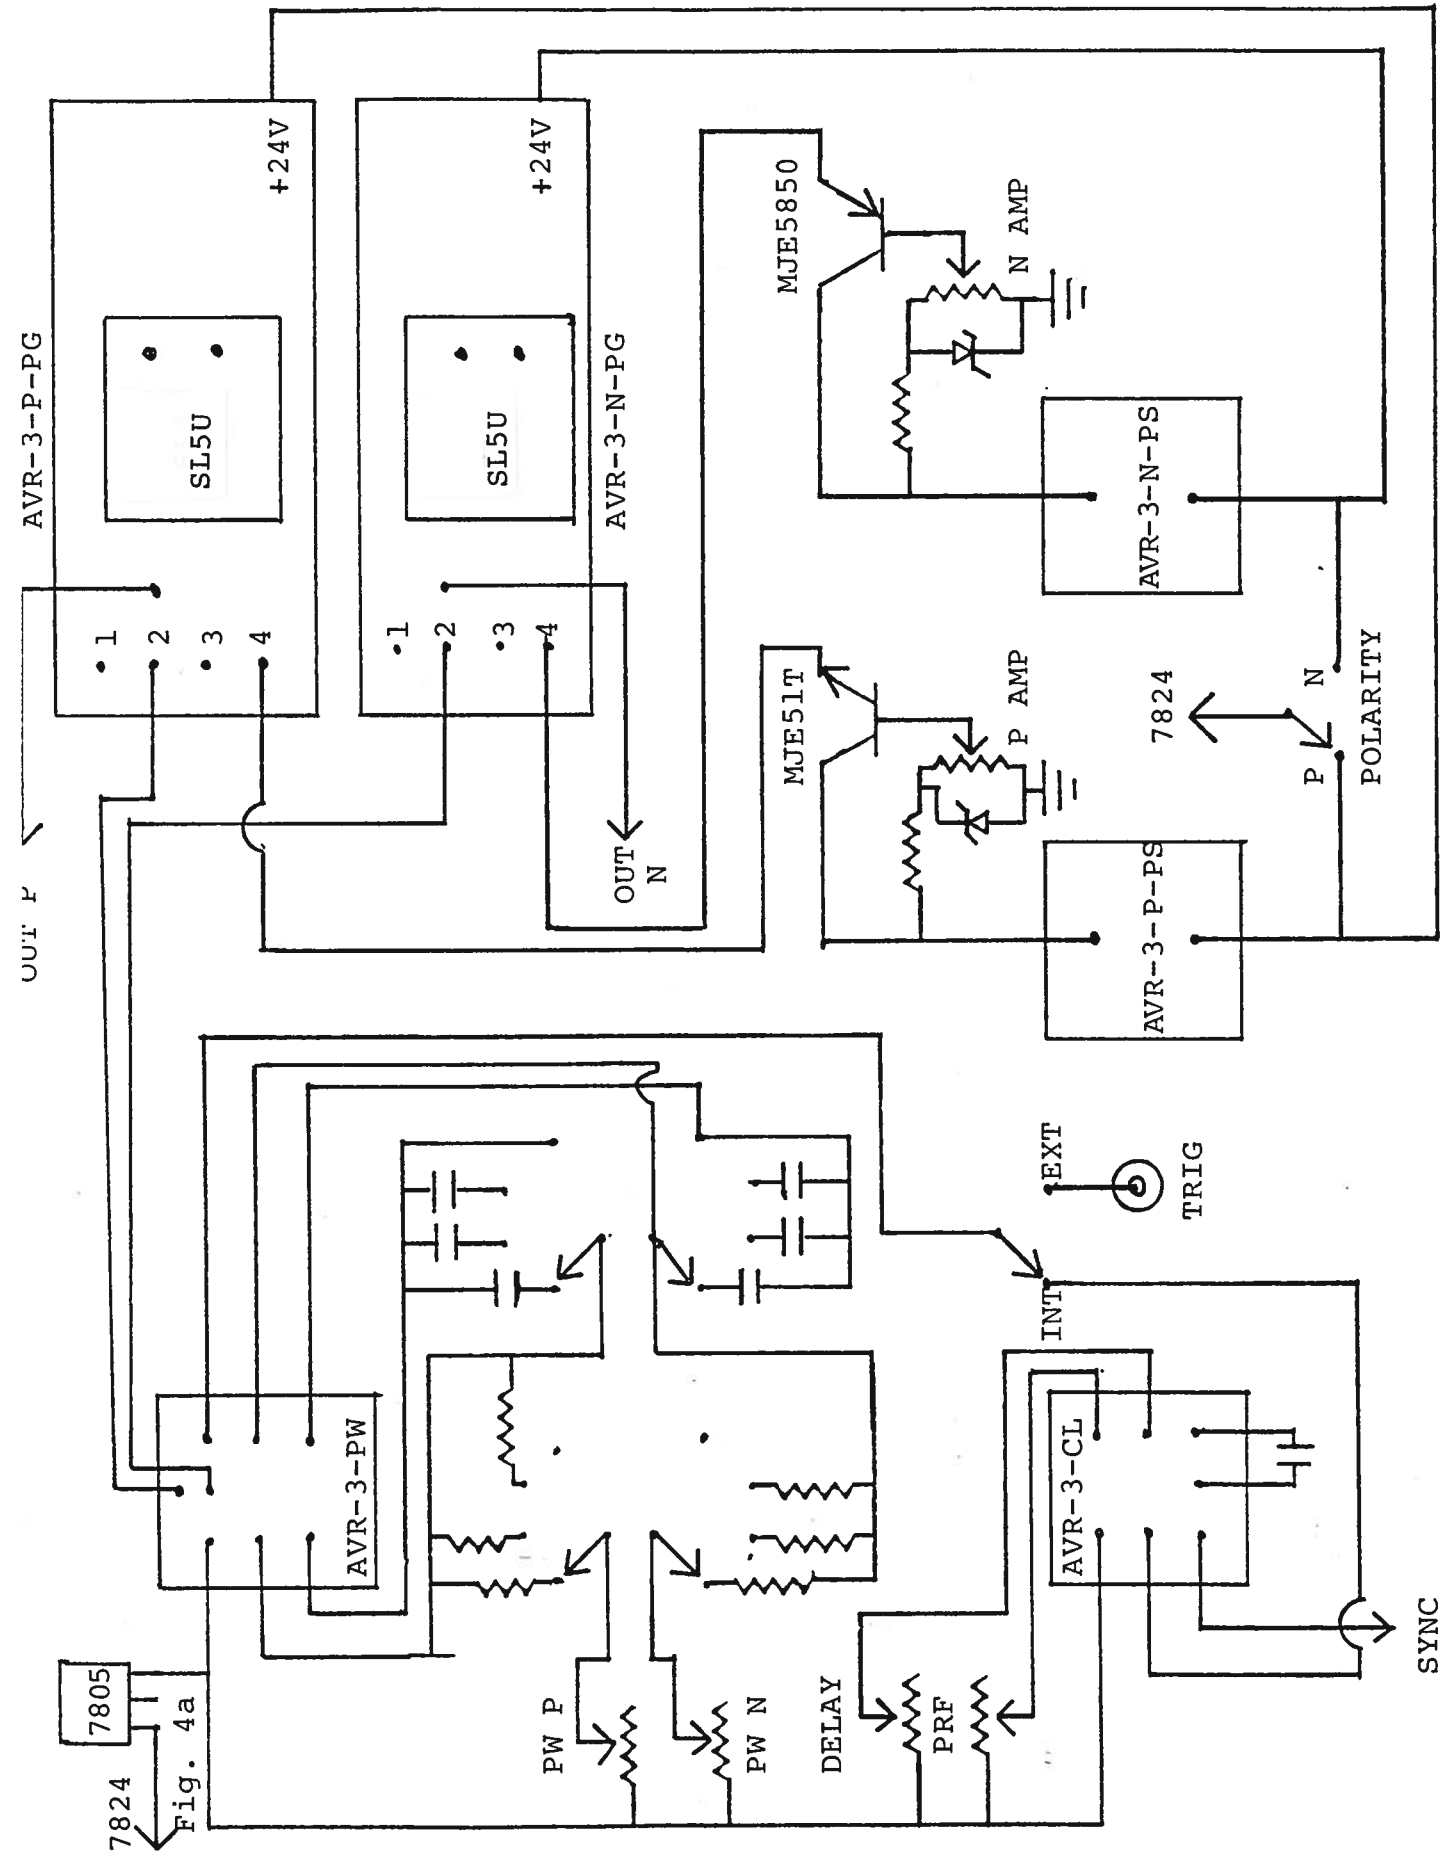 OUT P
AVR-3-P-PG
1
2
3
4
SL5U
+24V
AVR-3-N-PG
1
2
3
4
SL5U
+24V
OUT
N
MJE5850
N AMP
AVR-3-N-PS
MJE51T
P AMP
AVR-3-P-PS
7824
P N
POLARITY
7805
7824
Fig. 4a
AVR-3-PW
PW P
PW N
DELAY
PRF
AVR-3-CL
INT
EXT
TRIG
SYNC